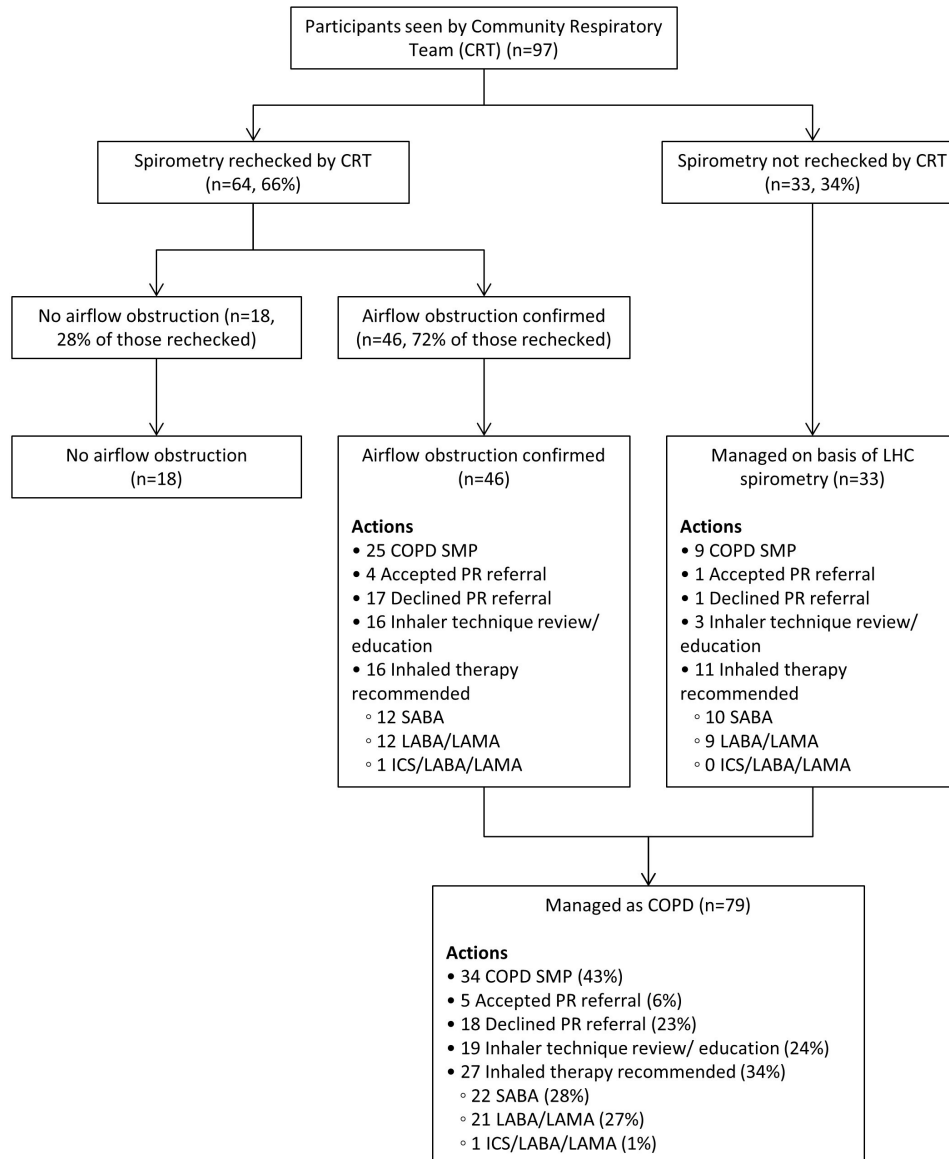 Participants seen by Community Respiratory
Team (CRT) (n=97)
Spirometry rechecked by CRT
(n=64, 66%)
Spirometry not rechecked by CRT
(n=33, 34%)
No airflow obstruction (n=18,
28% of those rechecked)
Airflow obstruction confirmed
(n=46, 72% of those rechecked)
No airflow obstruction
(n=18)
Airflow obstruction confirmed
(n=46)
Actions
• 25 COPD SMP
• 4 Accepted PR referral
• 17 Declined PR referral
• 16 Inhaler technique review/
education
• 16 Inhaled therapy
recommended
◦ 12 SABA
◦ 12 LABA/LAMA
◦ 1 ICS/LABA/LAMA
Managed on basis of LHC
spirometry (n=33)
Actions
• 9 COPD SMP
• 1 Accepted PR referral
• 1 Declined PR referral
• 3 Inhaler technique review/
education
• 11 Inhaled therapy
recommended
◦ 10 SABA
◦ 9 LABA/LAMA
◦ 0 ICS/LABA/LAMA
Managed as COPD (n=79)
Actions
• 34 COPD SMP (43%)
• 5 Accepted PR referral (6%)
• 18 Declined PR referral (23%)
• 19 Inhaler technique review/ education (24%)
• 27 Inhaled therapy recommended (34%)
◦ 22 SABA (28%)
◦ 21 LABA/LAMA (27%)
◦ 1 ICS/LABA/LAMA (1%)